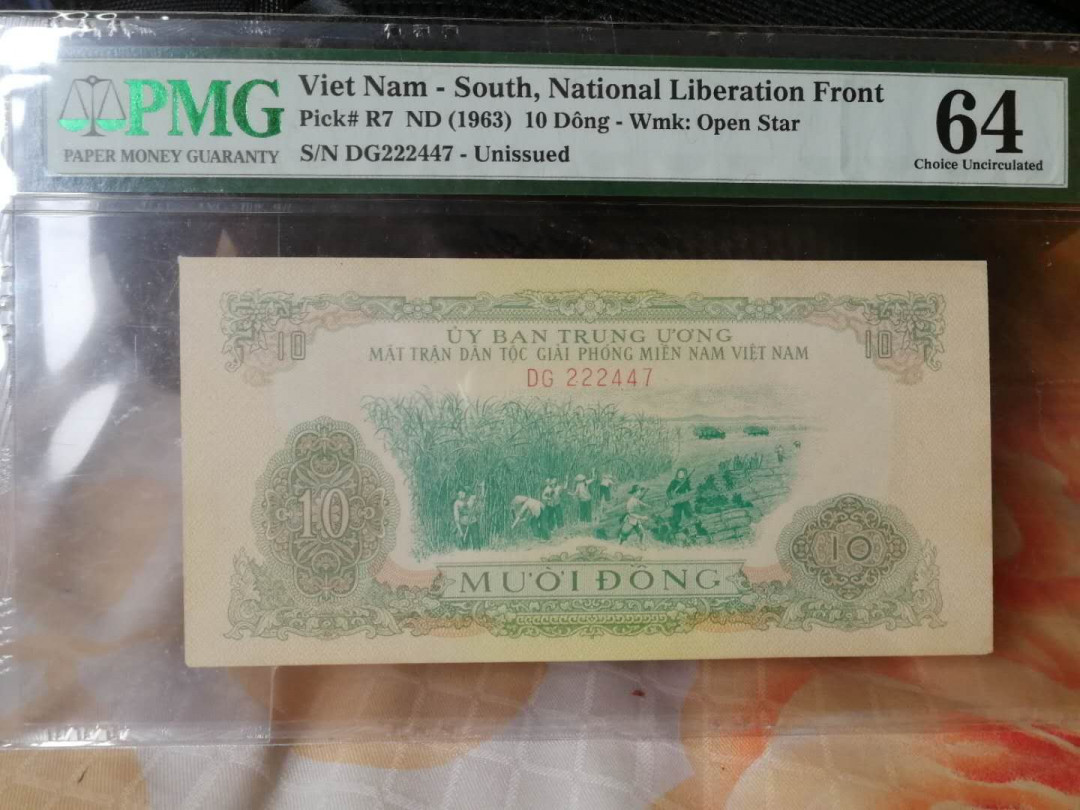 PMG
PAPER MONEY GUARANTY
Viet Nam - South, National Liberation Front
Pick# R7 ND (1963) 10 Dông - Wmk: Open Star
S/N DG222447 - Unissued
64
Choice Uncirculated
ỦY BAN TRUNG ƯƠNG
10
10
MẶT TRẬN DÂN TỘC GIẢI PHÓNG MIỀN NAM VIỆT NAM
DG 222447
10
10
MƯỜI ĐỒNG